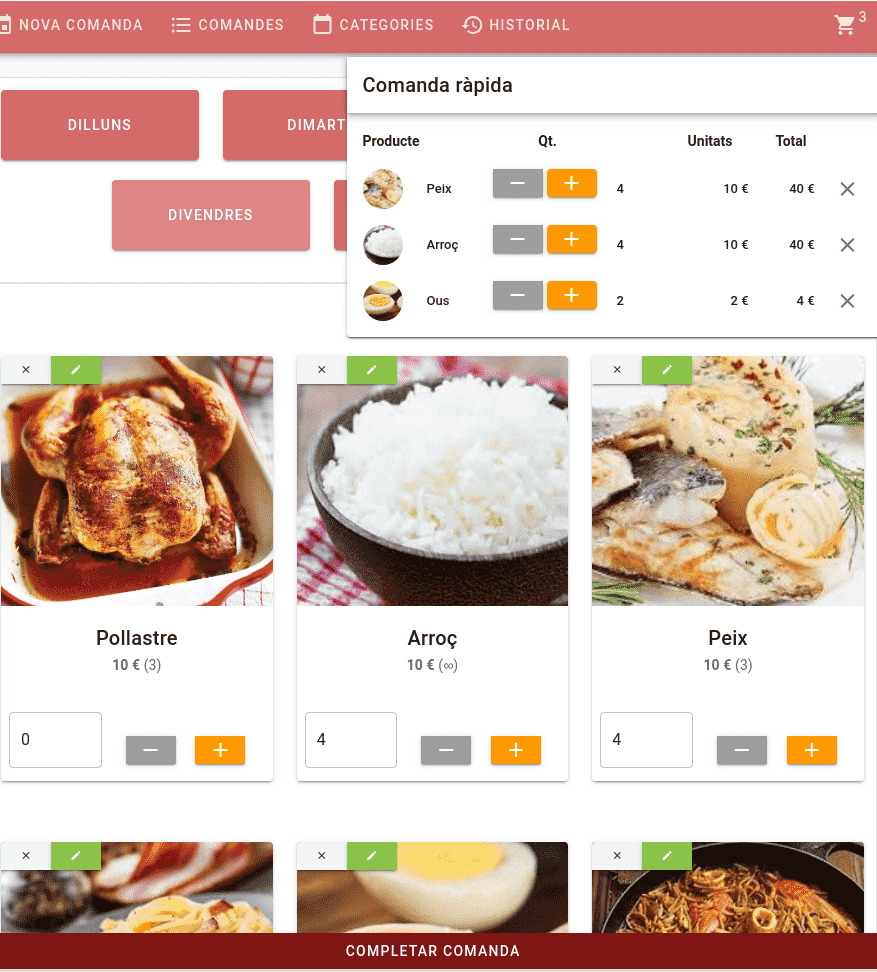 NOVA COMANDA COMANDES CATEGORIES HISTORIAL 3
Comanda ràpida
DILLUNS DIMART
Producte Qt. Unitats Total
Peix 4 10 € 40 €
DIVENDRES
Arroç 4 10 € 40 €
Ous 2 2 € 4 €
Pollastre Arroç Peix
10 € (3) 10 € (∞) 10 € (3)
0 4 4
COMPLETAR COMANDA